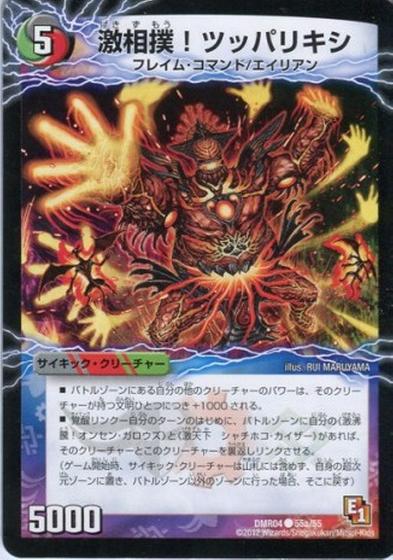 5
げきずもう
激相撲！ツッパリキシ
フレイム・コマンド/エイリアン
illus. RUI MARUYAMA
サイキック・クリーチャー
■ バトルゾーンにある自分の他のクリーチャーのパワーは、そのクリー
チャーが持つ文明ひとつにつき+1000される。
■ 覚醒リンク―自分のターンのはじめに、バトルゾーンに自分の《激沸
騰！オンセン・ガロウズ》と《激天下！シャチホコ・カイザー》があれば、
そのクリーチャーとこのクリーチャーを裏返しリンクさせる。
(ゲーム開始時、サイキック・クリーチャーは山札には含めず、自身の超次
元ゾーンに置き、バトルゾーン以外のゾーンに行った場合、そこに戻す)
5000
E1
DMR04 ● 55a/55
©2012 Wizards/Shogakukan/Mitsui-Kids